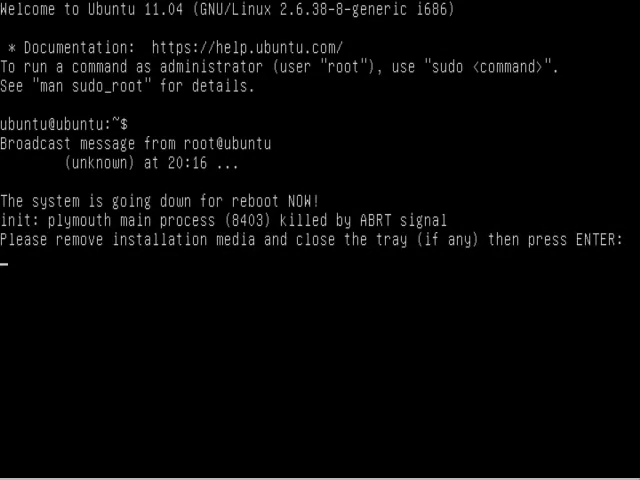 Welcome to Ubuntu 11.04 (GNU/Linux 2.6.38-8-generic i686)
* Documentation:  https://help.ubuntu.com/
To run a command as administrator (user "root"), use "sudo <command>".
See "man sudo_root" for details.
ubuntu@ubuntu:~$
Broadcast message from root@ubuntu
(unknown) at 20:16 ...
The system is going down for reboot NOW!
init: plymouth main process (8403) killed by ABRT signal
Please remove installation media and close the tray (if any) then press ENTER: